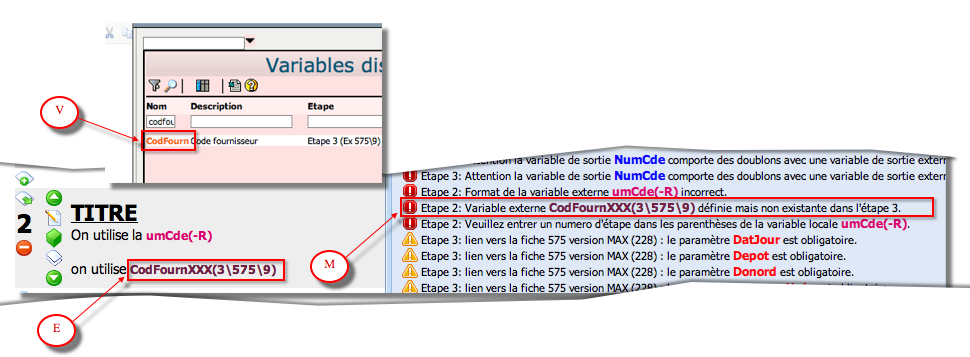 V
Variables dis
Nom Description Etape
codfou
CodFourn Code fournisseur Etape 3 (Ex 575\9)
2
TITRE
On utilise la umCde(-R)
on utilise CodFournXXX(3\575\9)
E
M
Attention la variable de sortie NumCde comporte des doublons avec une variable de sortie extern
Etape 3: Attention la variable de sortie NumCde comporte des doublons avec une variable de sortie extern
Etape 2: Format de la variable externe umCde(-R) incorrect.
Etape 2: Variable externe CodFournXXX(3\575\9) définie mais non existante dans l'étape 3.
Etape 2: Veuillez entrer un numero d'étape dans les parenthèses de la variable locale umCde(-R).
Etape 3: lien vers la fiche 575 version MAX (228) : le paramètre DatJour est obligatoire.
Etape 3: lien vers la fiche 575 version MAX (228) : le paramètre Depot est obligatoire.
Etape 3: lien vers la fiche 575 version MAX (228) : le paramètre Donord est obligatoire.
Etape 3: lien vers la fiche 575 version MAX (228) : le paramètre